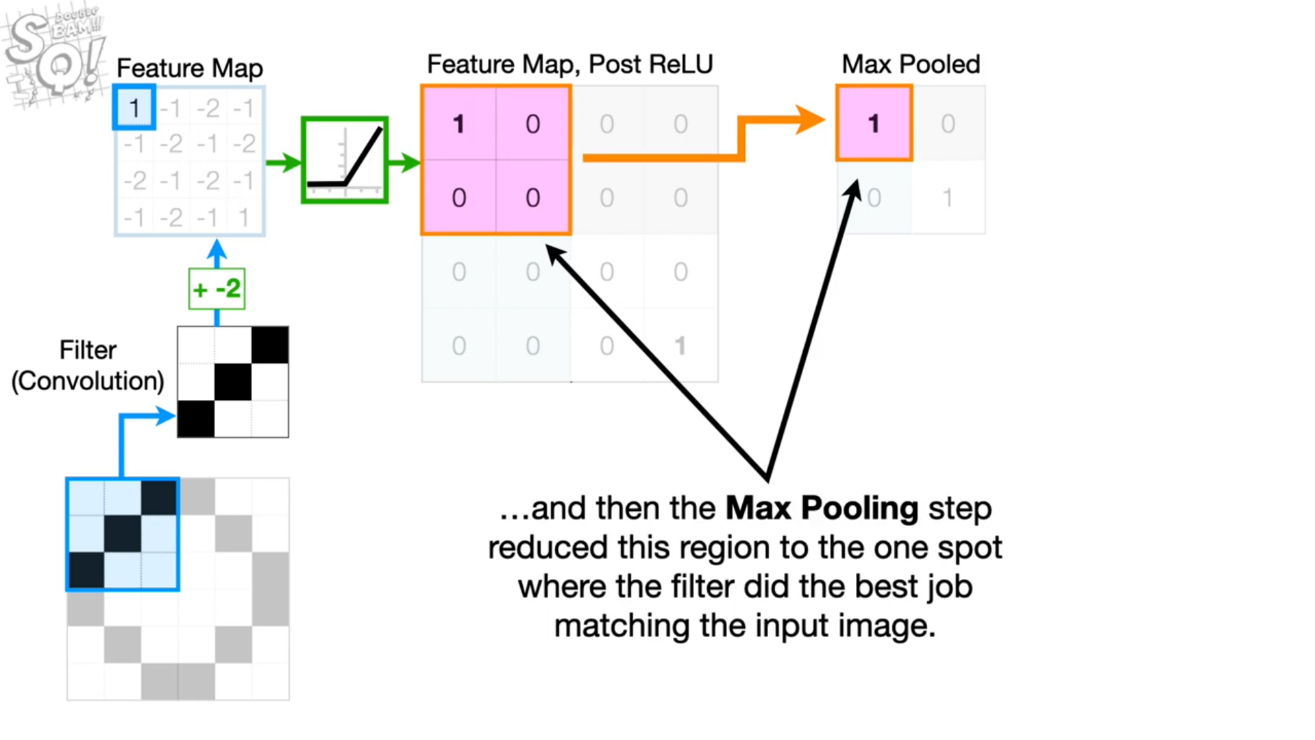 DOUBLE
BAM!!!
SQ!
Feature Map
1 -1 -2 -1
-1 -2 -1 -2
-2 -1 -2 -1
-1 -2 -1 1
+ -2
Filter
(Convolution)
Feature Map, Post ReLU
1 0 0 0
0 0 0 0
0 0 0 0
0 0 0 1
Max Pooled
1 0
0 1
…and then the Max Pooling step
reduced this region to the one spot
where the filter did the best job
matching the input image.